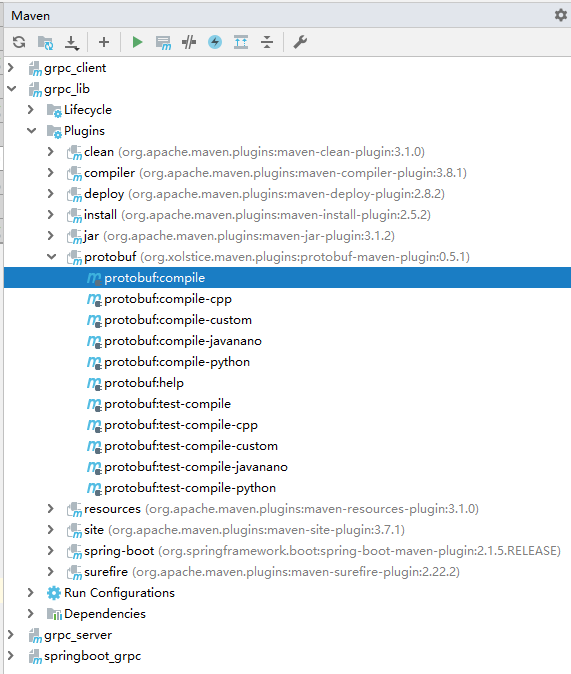 Maven
grpc_client
grpc_lib
Lifecycle
Plugins
clean (org.apache.maven.plugins:maven-clean-plugin:3.1.0)
compiler (org.apache.maven.plugins:maven-compiler-plugin:3.8.1)
deploy (org.apache.maven.plugins:maven-deploy-plugin:2.8.2)
install (org.apache.maven.plugins:maven-install-plugin:2.5.2)
jar (org.apache.maven.plugins:maven-jar-plugin:3.1.2)
protobuf (org.xolstice.maven.plugins:protobuf-maven-plugin:0.5.1)
protobuf:compile
protobuf:compile-cpp
protobuf:compile-custom
protobuf:compile-javanano
protobuf:compile-python
protobuf:help
protobuf:test-compile
protobuf:test-compile-cpp
protobuf:test-compile-custom
protobuf:test-compile-javanano
protobuf:test-compile-python
resources (org.apache.maven.plugins:maven-resources-plugin:3.1.0)
site (org.apache.maven.plugins:maven-site-plugin:3.7.1)
spring-boot (org.springframework.boot:spring-boot-maven-plugin:2.1.5.RELEASE)
surefire (org.apache.maven.plugins:maven-surefire-plugin:2.22.2)
Run Configurations
Dependencies
grpc_server
springboot_grpc